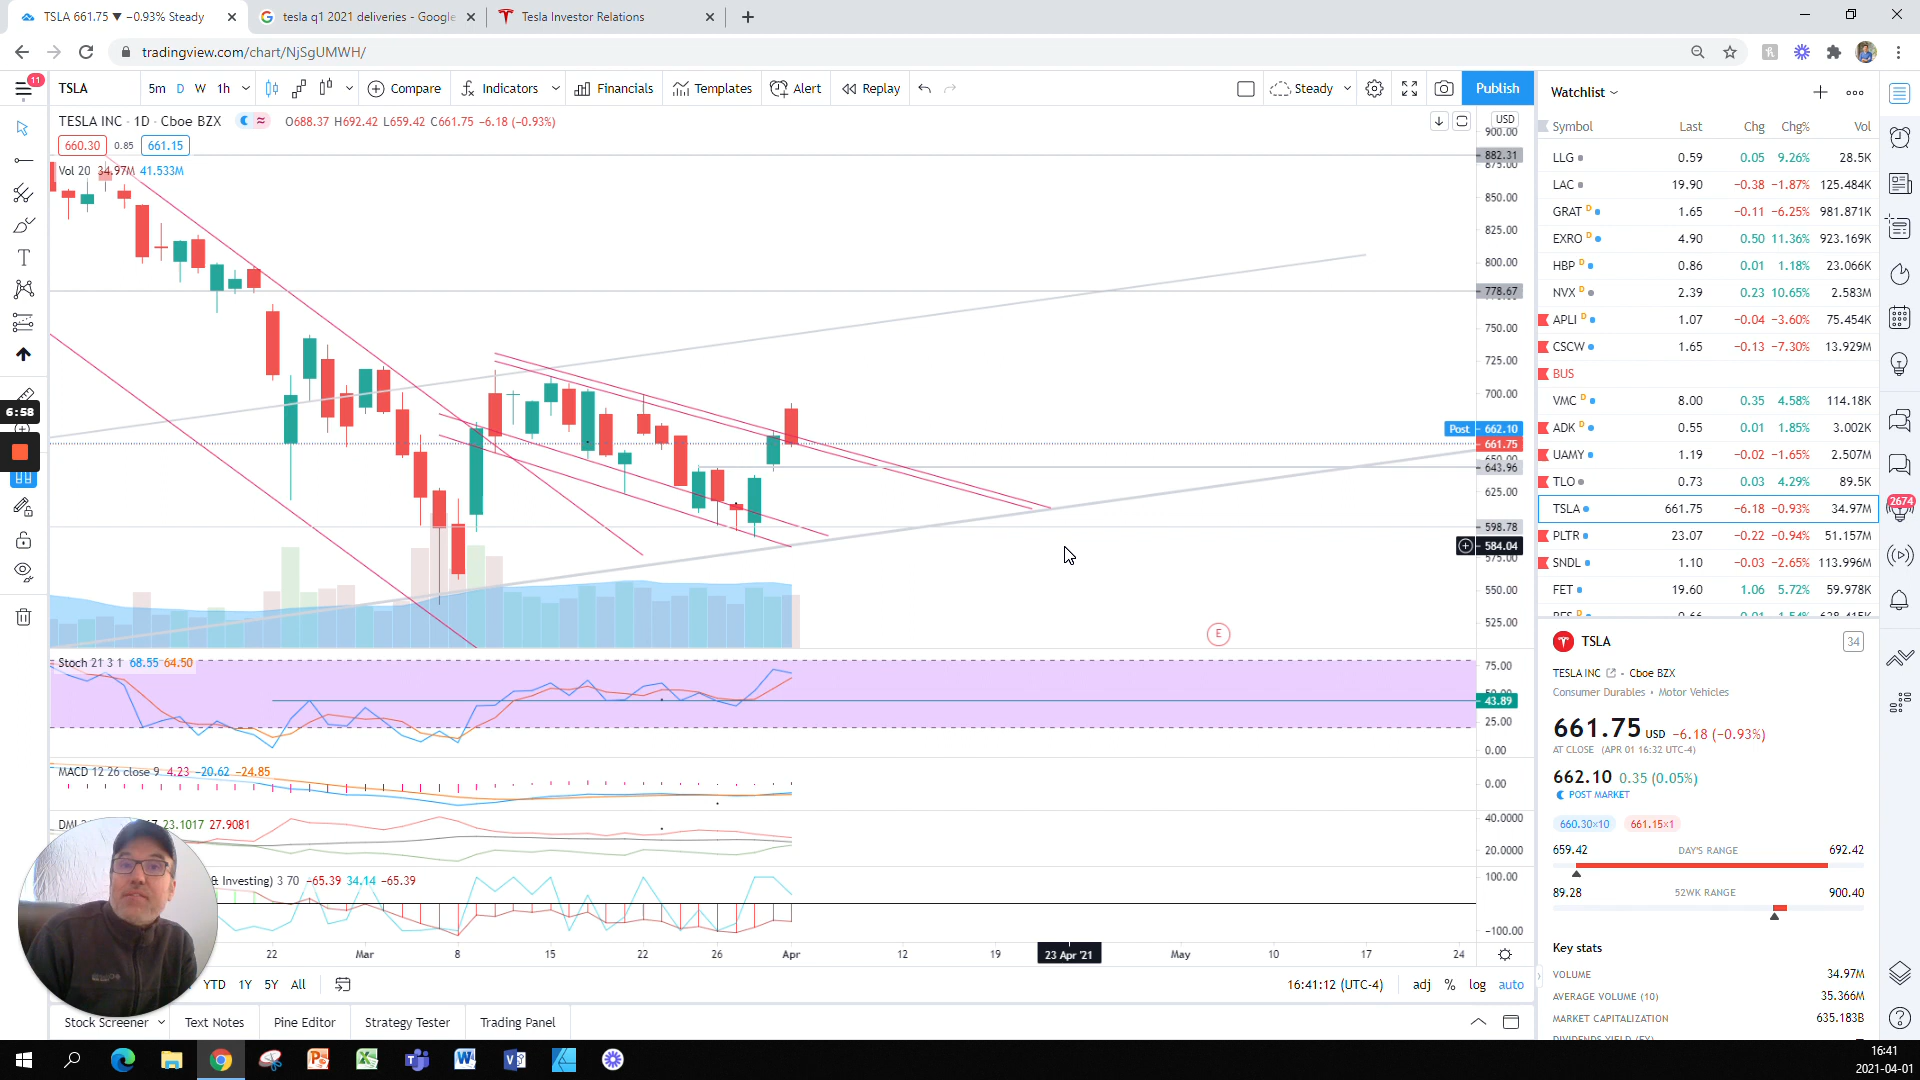 TSLA 661.75 ▼ −0.93% Steady
tesla q1 2021 deliveries - Google
Tesla Investor Relations
tradingview.com/chart/NjSgUMWH/
11
TSLA 5m D W 1h Compare Indicators Financials Templates Alert Replay Steady Publish
TESLA INC · 1D · Cboe BZX O688.37 H692.42 L659.42 C661.75 −6.18 (−0.93%)
660.30 0.85 661.15
Vol 20 34.97M 41.533M
USD
900.00
882.31
875.00
850.00
825.00
800.00
778.67
750.00
725.00
700.00
Post 662.10
661.75
650.00
643.96
625.00
598.78
584.04
575.00
550.00
525.00
E
6:58
Stoch 21 3 1 68.55 64.50
75.00
50.00
43.89
25.00
0.00
MACD 12 26 close 9 4.23 −20.62 −24.85
0.00
DMI 23.1017 27.9081
40.0000
20.0000
& Investing) 3 70 −65.39 34.14 −65.39
100.00
−100.00
22 Mar 8 15 22 26 Apr 12 19 23 Apr '21 May 10 17 24
YTD 1Y 5Y All
16:41:12 (UTC-4) adj % log auto
Stock Screener Text Notes Pine Editor Strategy Tester Trading Panel
Watchlist
Symbol Last Chg Chg% Vol
LLG 0.59 0.05 9.26% 28.5K
LAC 19.90 −0.38 −1.87% 125.484K
GRAT D 1.65 −0.11 −6.25% 981.871K
EXRO D 4.90 0.50 11.36% 923.169K
HBP D 0.86 0.01 1.18% 23.066K
NVX D 2.39 0.23 10.65% 2.583M
APLI D 1.07 −0.04 −3.60% 75.454K
CSCW 1.65 −0.13 −7.30% 13.929M
BUS
VMC D 8.00 0.35 4.58% 114.18K
ADK D 0.55 0.01 1.85% 3.002K
UAMY 1.19 −0.02 −1.65% 2.507M
TLO 0.73 0.03 4.29% 89.5K
TSLA 661.75 −6.18 −0.93% 34.97M
PLTR 23.07 −0.22 −0.94% 51.157M
SNDL 1.10 −0.03 −2.65% 113.996M
FET 19.60 1.06 5.72% 59.978K
2674
TSLA 34
TESLA INC · Cboe BZX
Consumer Durables · Motor Vehicles
661.75 USD −6.18 (−0.93%)
AT CLOSE (APR 01 16:32 UTC-4)
662.10 0.35 (0.05%)
POST MARKET
660.30×10 661.15×1
659.42 DAY'S RANGE 692.42
89.28 52WK RANGE 900.40
Key stats
VOLUME 34.97M
AVERAGE VOLUME (10) 35.366M
MARKET CAPITALIZATION 635.183B
16:41
2021-04-01